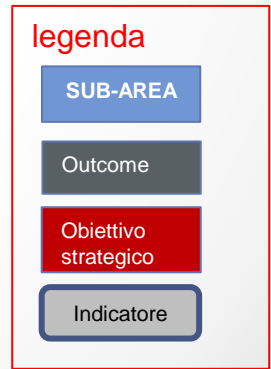 legenda
SUB-AREA
Outcome
Obiettivo
strategico
Indicatore